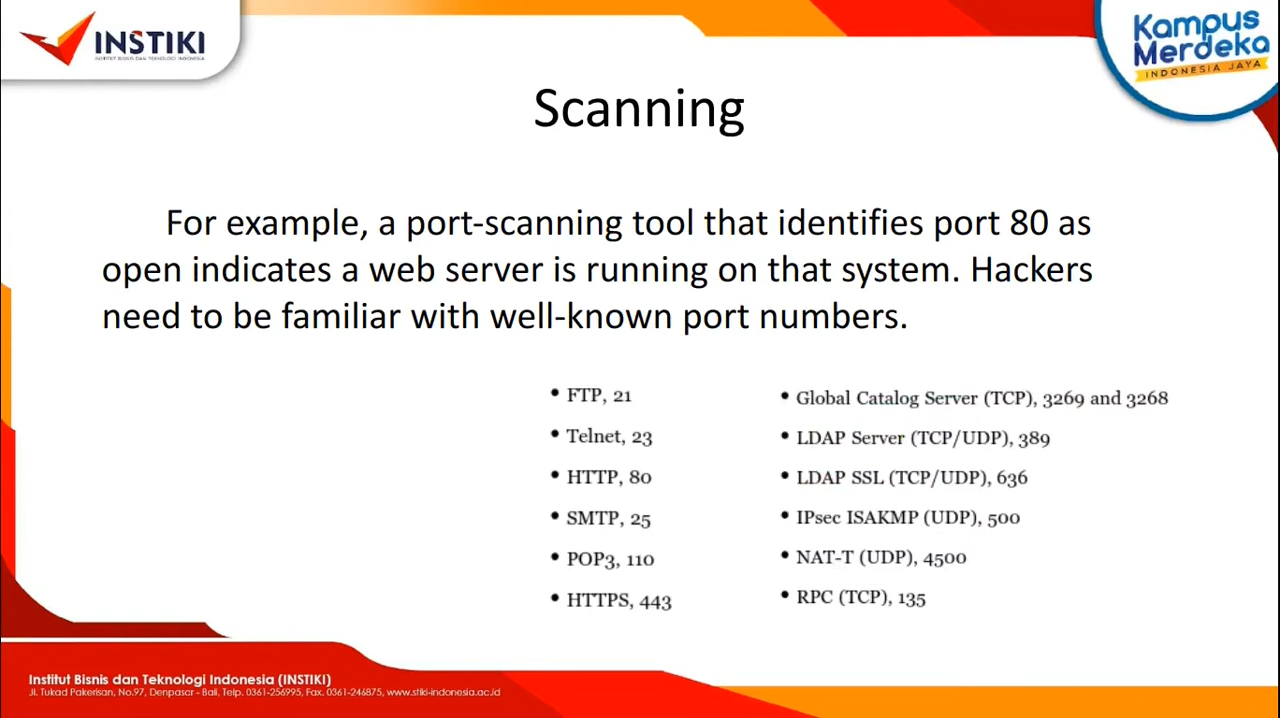 INSTIKI
INSTITUT BISNIS DAN TEKNOLOGI INDONESIA
Kampus
Merdeka
INDONESIA JAYA
Scanning
For example, a port-scanning tool that identifies port 80 as
open indicates a web server is running on that system. Hackers
need to be familiar with well-known port numbers.
• FTP, 21
• Telnet, 23
• HTTP, 80
• SMTP, 25
• POP3, 110
• HTTPS, 443
• Global Catalog Server (TCP), 3269 and 3268
• LDAP Server (TCP/UDP), 389
• LDAP SSL (TCP/UDP), 636
• IPsec ISAKMP (UDP), 500
• NAT-T (UDP), 4500
• RPC (TCP), 135
Institut Bisnis dan Teknologi Indonesia (INSTIKI)
Jl. Tukad Pakerisan, No.97, Denpasar - Bali, Telp. 0361-256995, Fax. 0361-246875, www.stiki-indonesia.ac.id